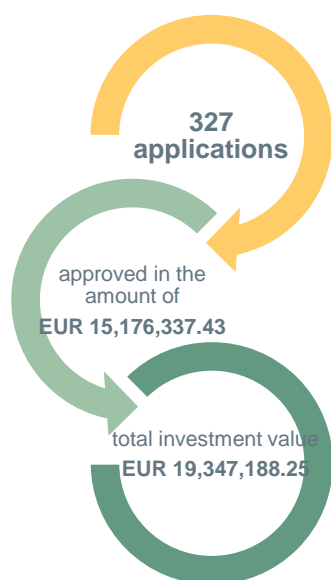 327
applications
approved in the
amount of
EUR 15,176,337.43
total investment value
EUR 19,347,188.25